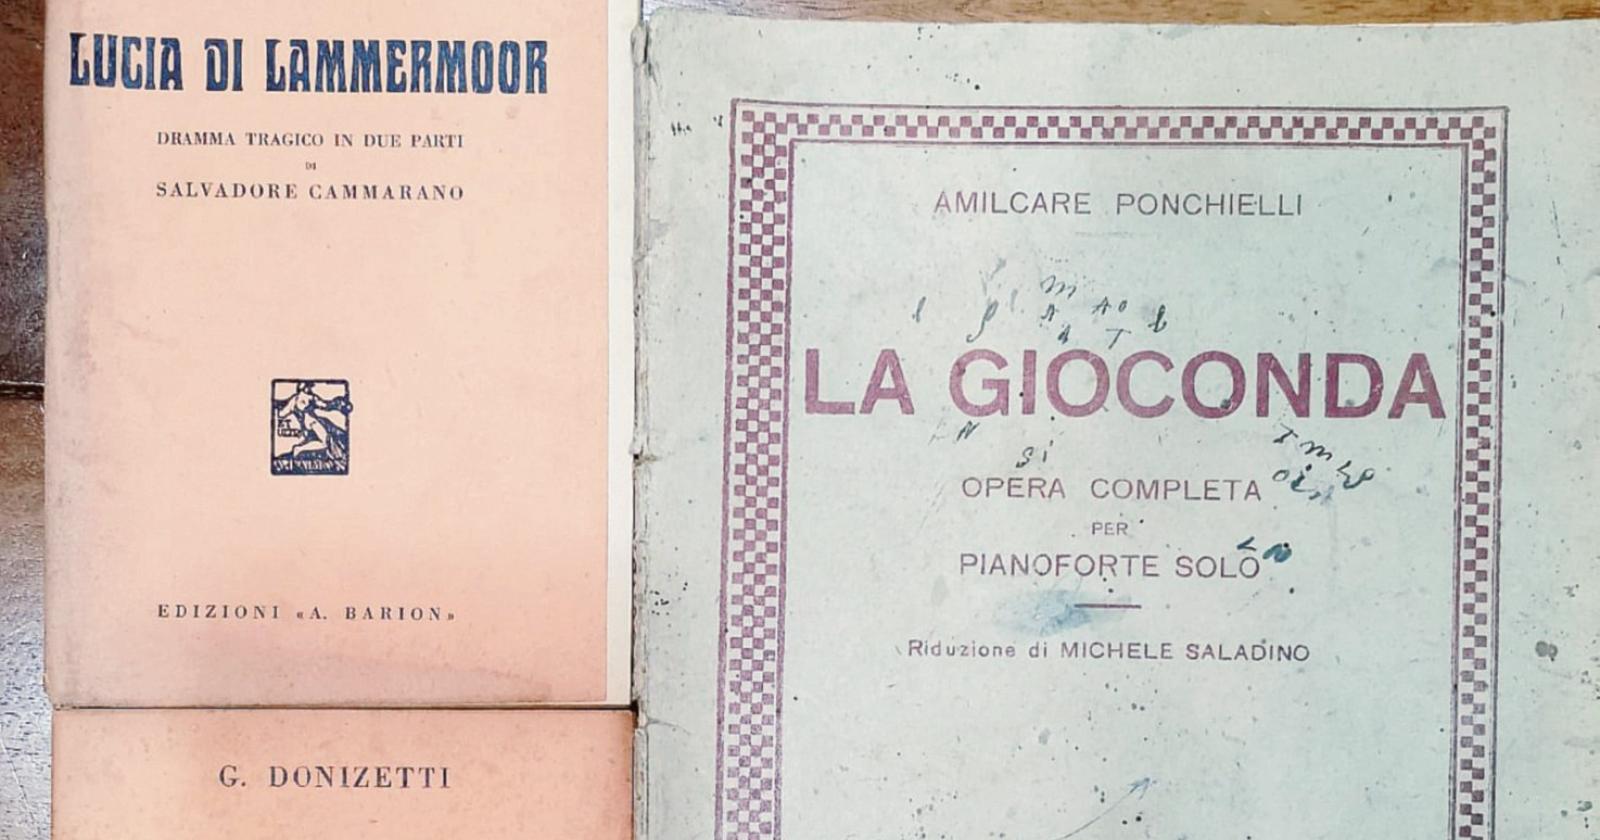 LUCIA DI LAMMERMOOR
DRAMMA TRAGICO IN DUE PARTI
DI
SALVADORE CAMMARANO
EDIZIONI «A. BARION»
G. DONIZETTI
AMILCARE PONCHIELLI
LA GIOCONDA
OPERA COMPLETA
PER
PIANOFORTE SOLO
Riduzione di MICHELE SALADINO